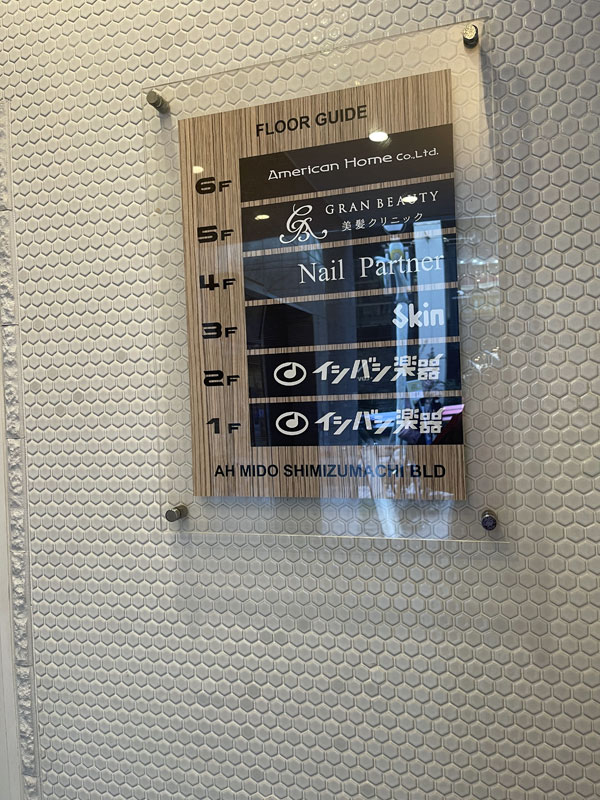 FLOOR GUIDE
6F American Home Co.,Ltd.
5F GRAN BEAUTY
美髪クリニック
4F Nail Partner
3F Skin
2F イシバシ楽器
1F イシバシ楽器
AH MIDO SHIMIZUMACHI BLD